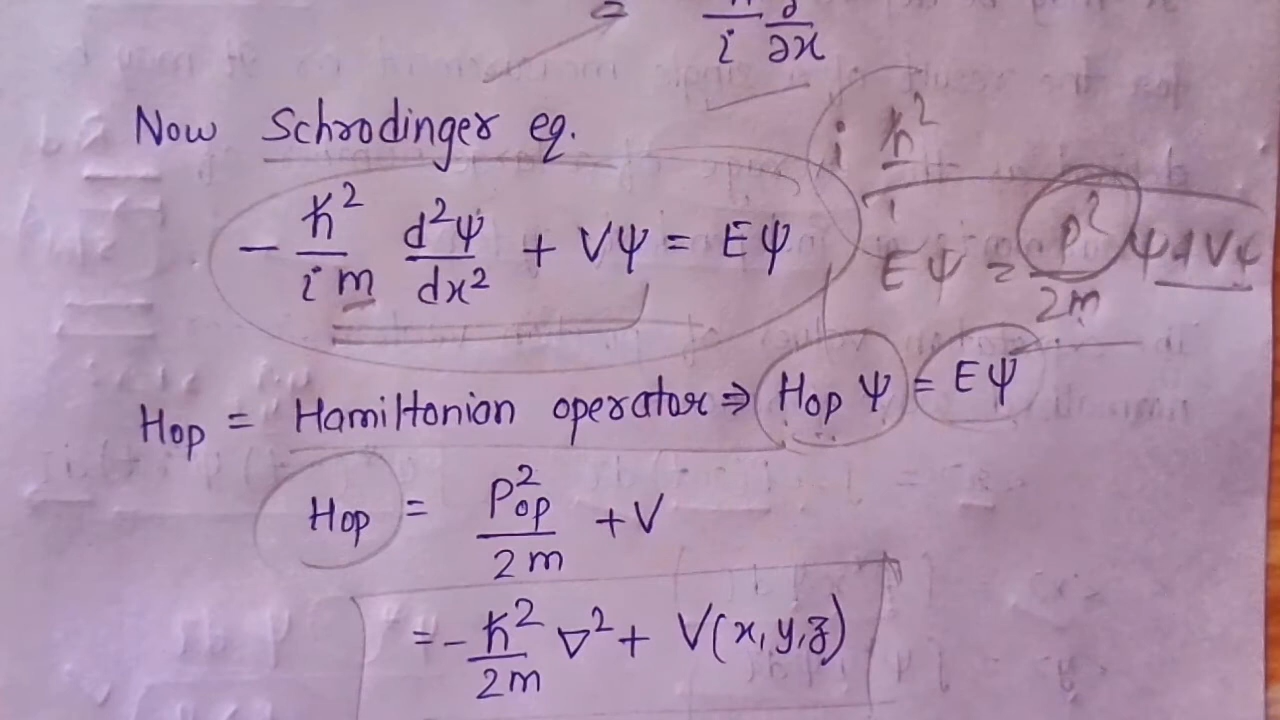 = ħ/i ∂/∂x
Now Schrodinger eq.
i ħ²/i
- ħ²/im d²Ψ/dx² + VΨ = EΨ
EΨ = p²/2m Ψ + VΨ
Hop = Hamiltonian operator ⇒ Hop Ψ = EΨ
Hop = P²op/2m + V
= - ħ²/2m ∇² + V(x,y,z)